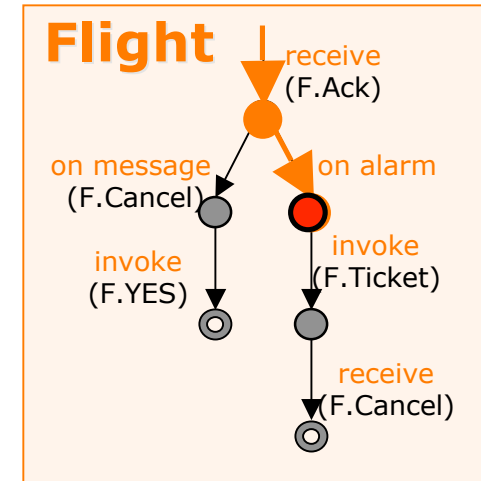 Flight
receive
(F.Ack)
on message
(F.Cancel)
on alarm
invoke
(F.YES)
invoke
(F.Ticket)
receive
(F.Cancel)